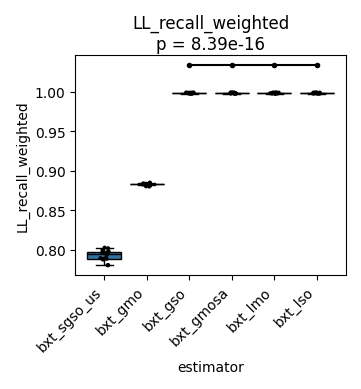 LL_recall_weighted
p = 8.39e-16
LL_recall_weighted
1.00
0.95
0.90
0.85
0.80
bxt_sgso_us
bxt_gmo
bxt_gso
bxt_gmosa
bxt_lmo
bxt_lso
estimator